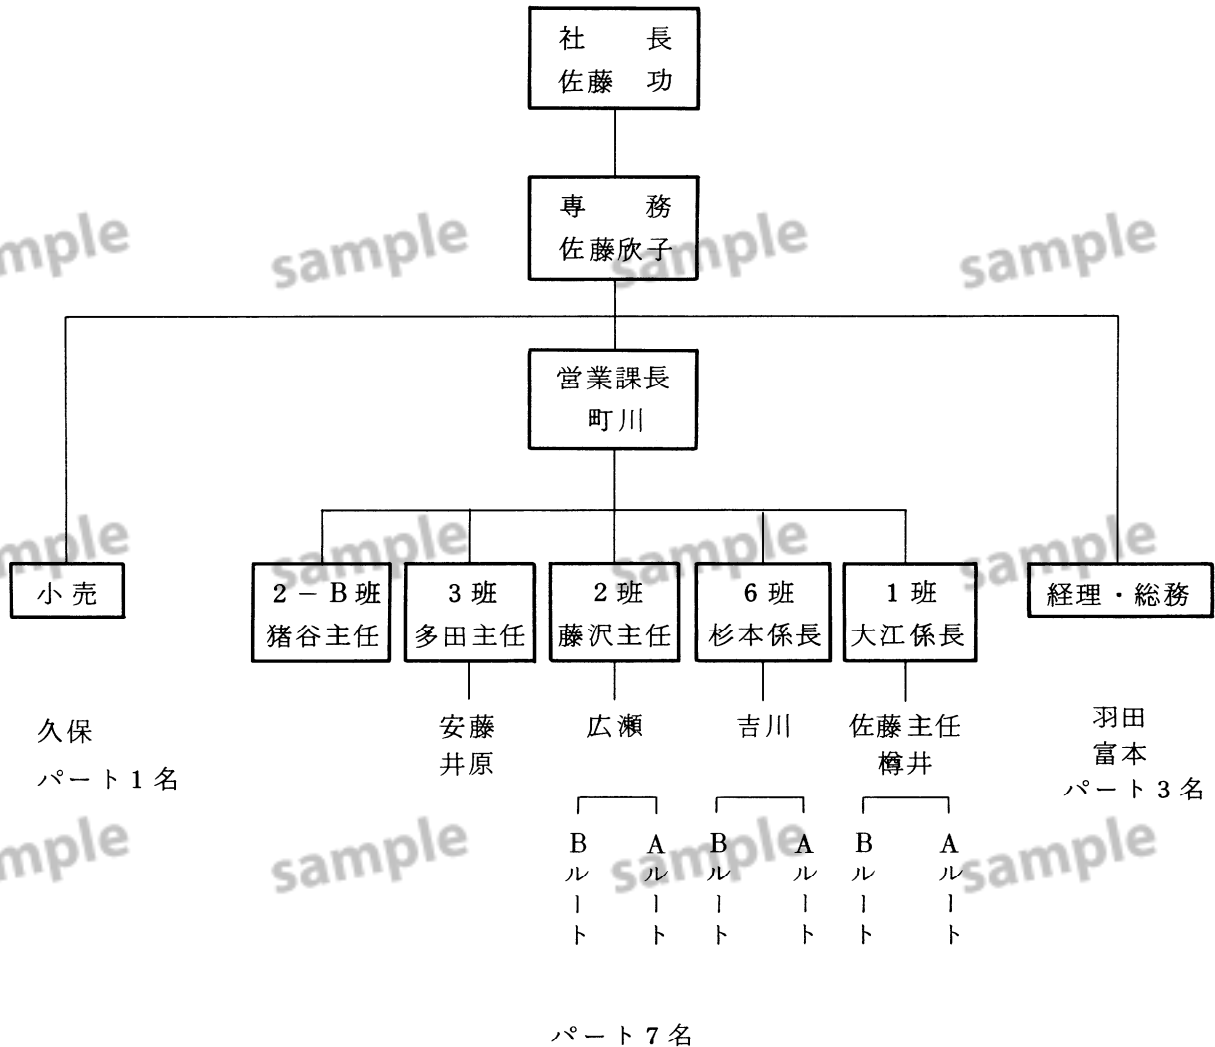 社長
佐藤 功
専務
佐藤欣子
営業課長
町川
小売
2－B班
猪谷主任
3班
多田主任
2班
藤沢主任
6班
杉本係長
1班
大江係長
経理・総務
久保
パート1名
安藤
井原
広瀬
吉川
佐藤主任
樽井
羽田
富本
パート3名
Bルート
Aルート
Bルート
Aルート
Bルート
Aルート
パート7名
sample
sample
sample
sample
sample
sample
sample
sample
sample
sample
sample
sample